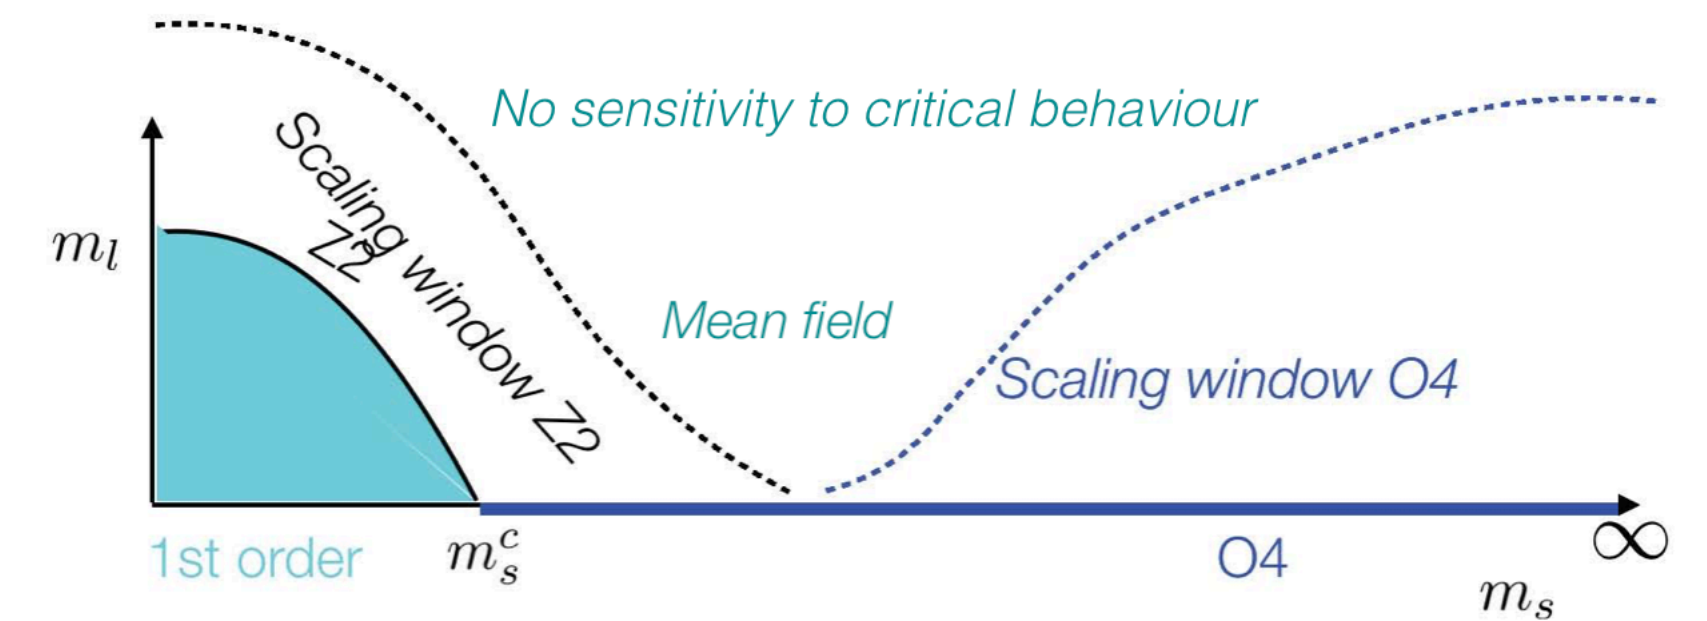 No sensitivity to critical behaviour
Scaling window Z2
Z2
m_l
Mean field
Scaling window O4
1st order
m_s^c
O4
∞
m_s